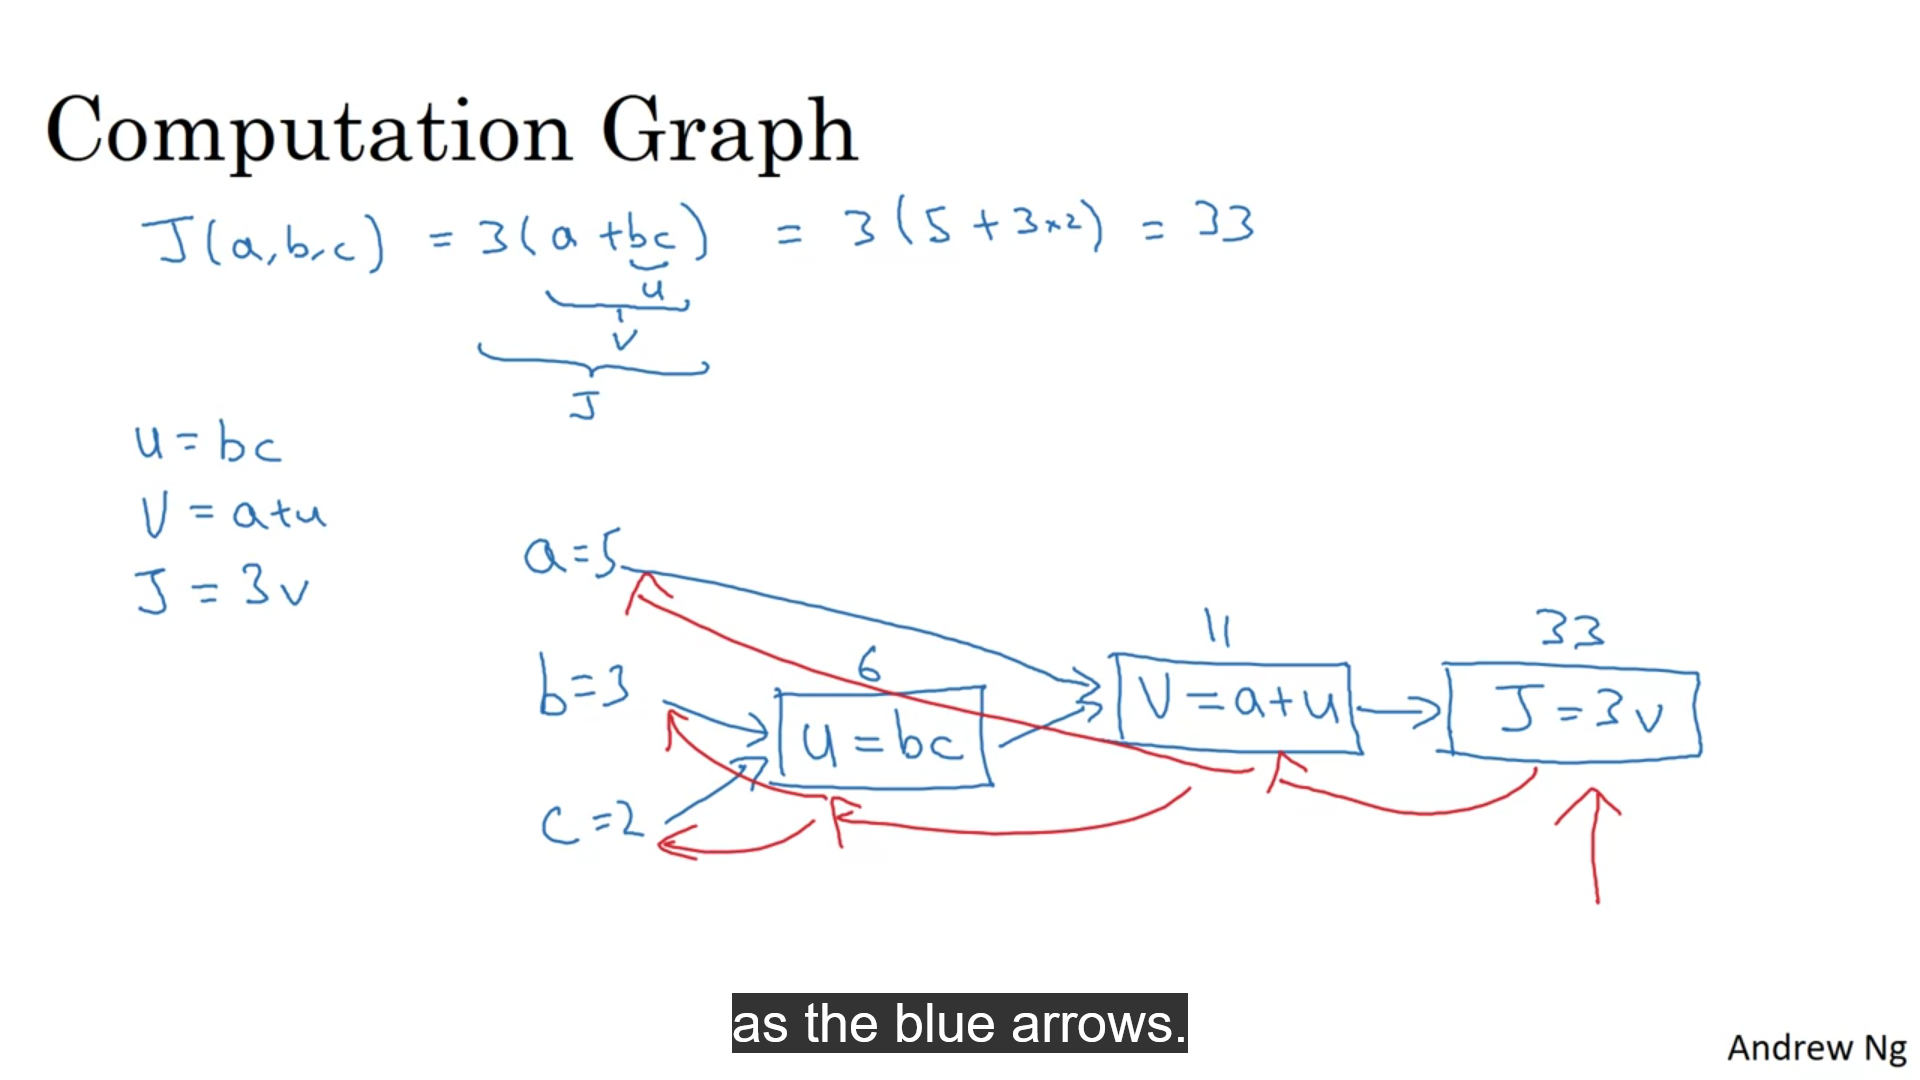 Computation Graph
J(a,b,c) = 3(a+bc) = 3(5+3×2) = 33
u
v
J
u = bc
V = a+u
J = 3v
a=5
11
33
b=3
6
V = a+u
J = 3v
u = bc
c=2
as the blue arrows.
Andrew Ng